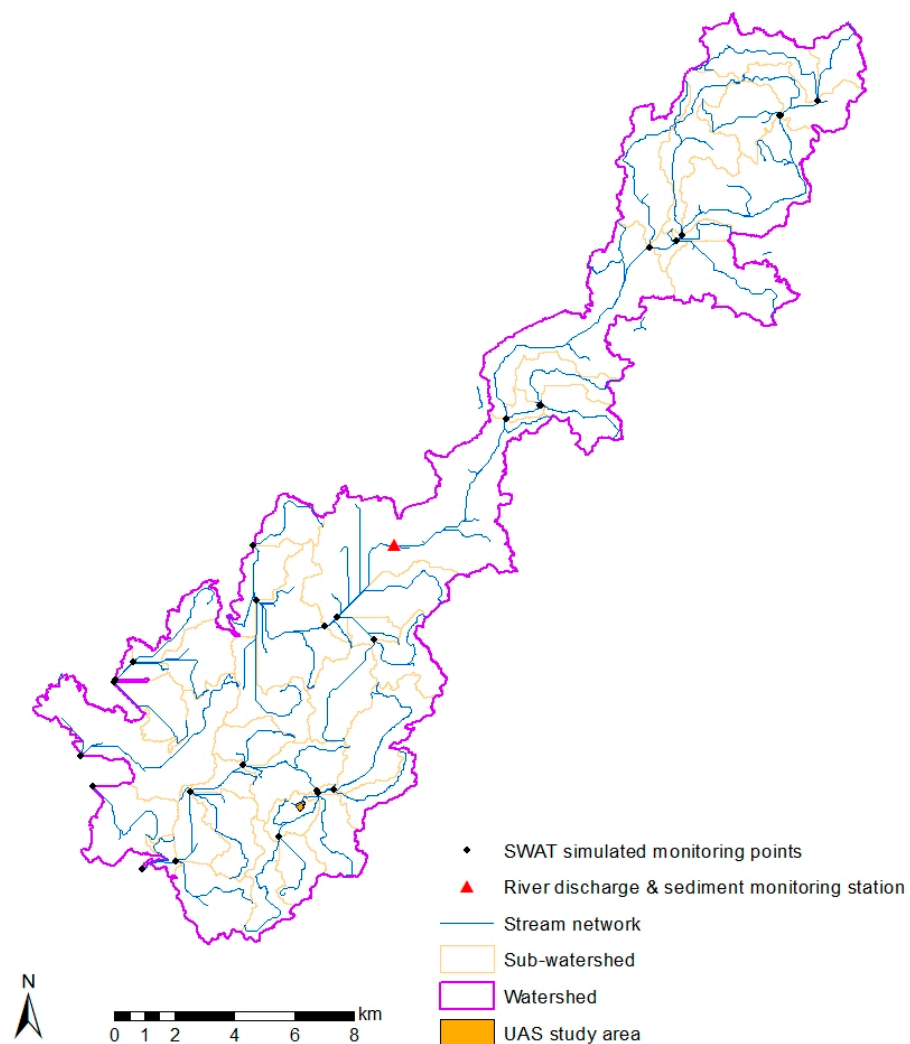 SWAT simulated monitoring points
River discharge & sediment monitoring station
Stream network
Sub-watershed
Watershed
UAS study area
N
km
0 1 2 4 6 8